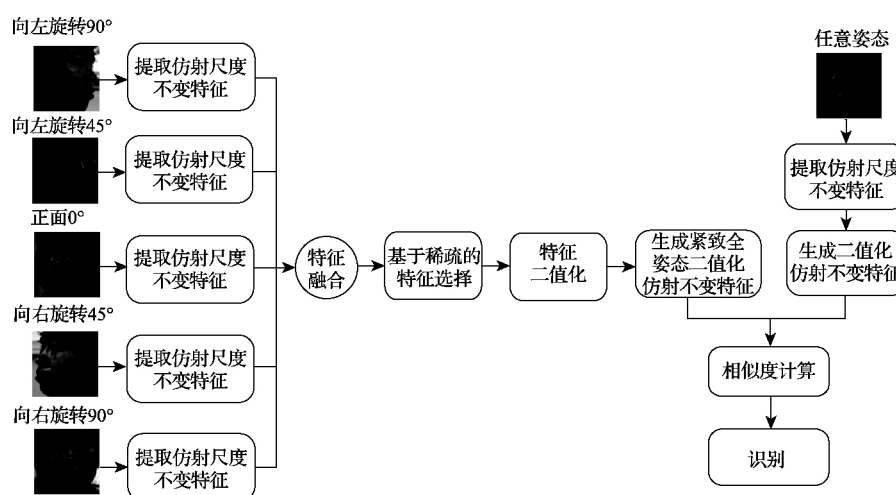 向左旋转90°
提取仿射尺度
不变特征
向左旋转45°
提取仿射尺度
不变特征
正面0°
提取仿射尺度
不变特征
向右旋转45°
提取仿射尺度
不变特征
向右旋转90°
提取仿射尺度
不变特征
特征
融合
基于稀疏的
特征选择
特征
二值化
生成紧致全
姿态二值化
仿射不变特征
任意姿态
提取仿射尺度
不变特征
生成二值化
仿射不变特征
相似度计算
识别